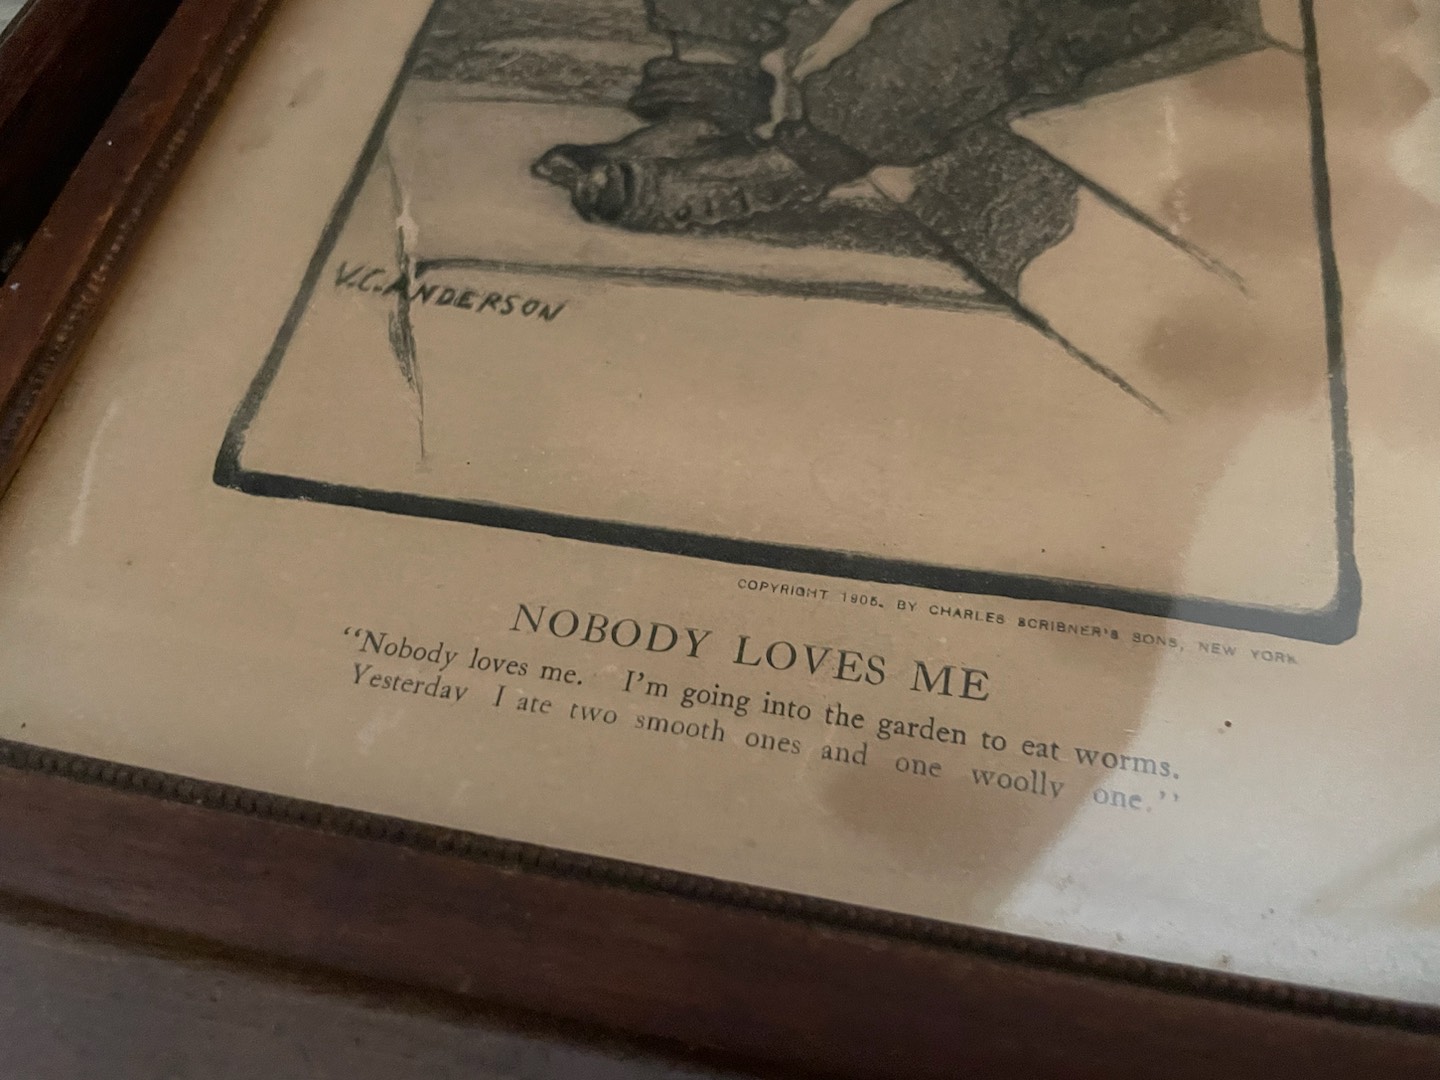 V.C. ANDERSON
COPYRIGHT 1905, BY CHARLES SCRIBNER'S SONS, NEW YORK
NOBODY LOVES ME
“Nobody loves me. I'm going into the garden to eat worms.
Yesterday I ate two smooth ones and one woolly one.”